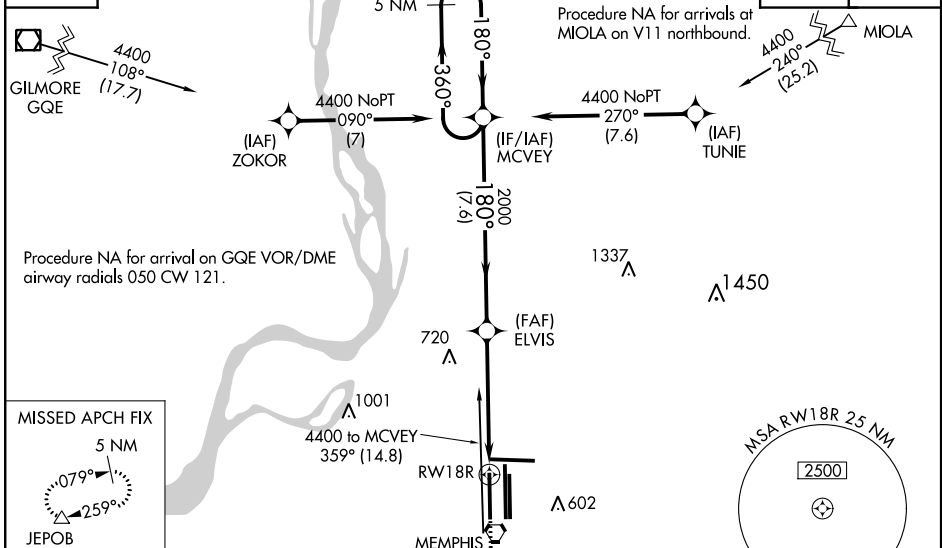 5 NM
180°
360°
Procedure NA for arrivals at
MIOLA on V11 northbound.
MIOLA
4400
240°
(25.2)
4400
108°
(17.7)
GILMORE
GQE
4400 NoPT
090°
(7)
(IAF)
ZOKOR
(IF/IAF)
MCVEY
4400 NoPT
270°
(7.6)
(IAF)
TUNIE
2000
180°
(7.6)
Procedure NA for arrival on GQE VOR/DME
airway radials 050 CW 121.
1337
1450
(FAF)
ELVIS
720
1001
4400 to MCVEY
359° (14.8)
RW18R
602
MEMPHIS
MISSED APCH FIX
5 NM
079°
259°
JEPOB
MSA RW18R 25 NM
2500